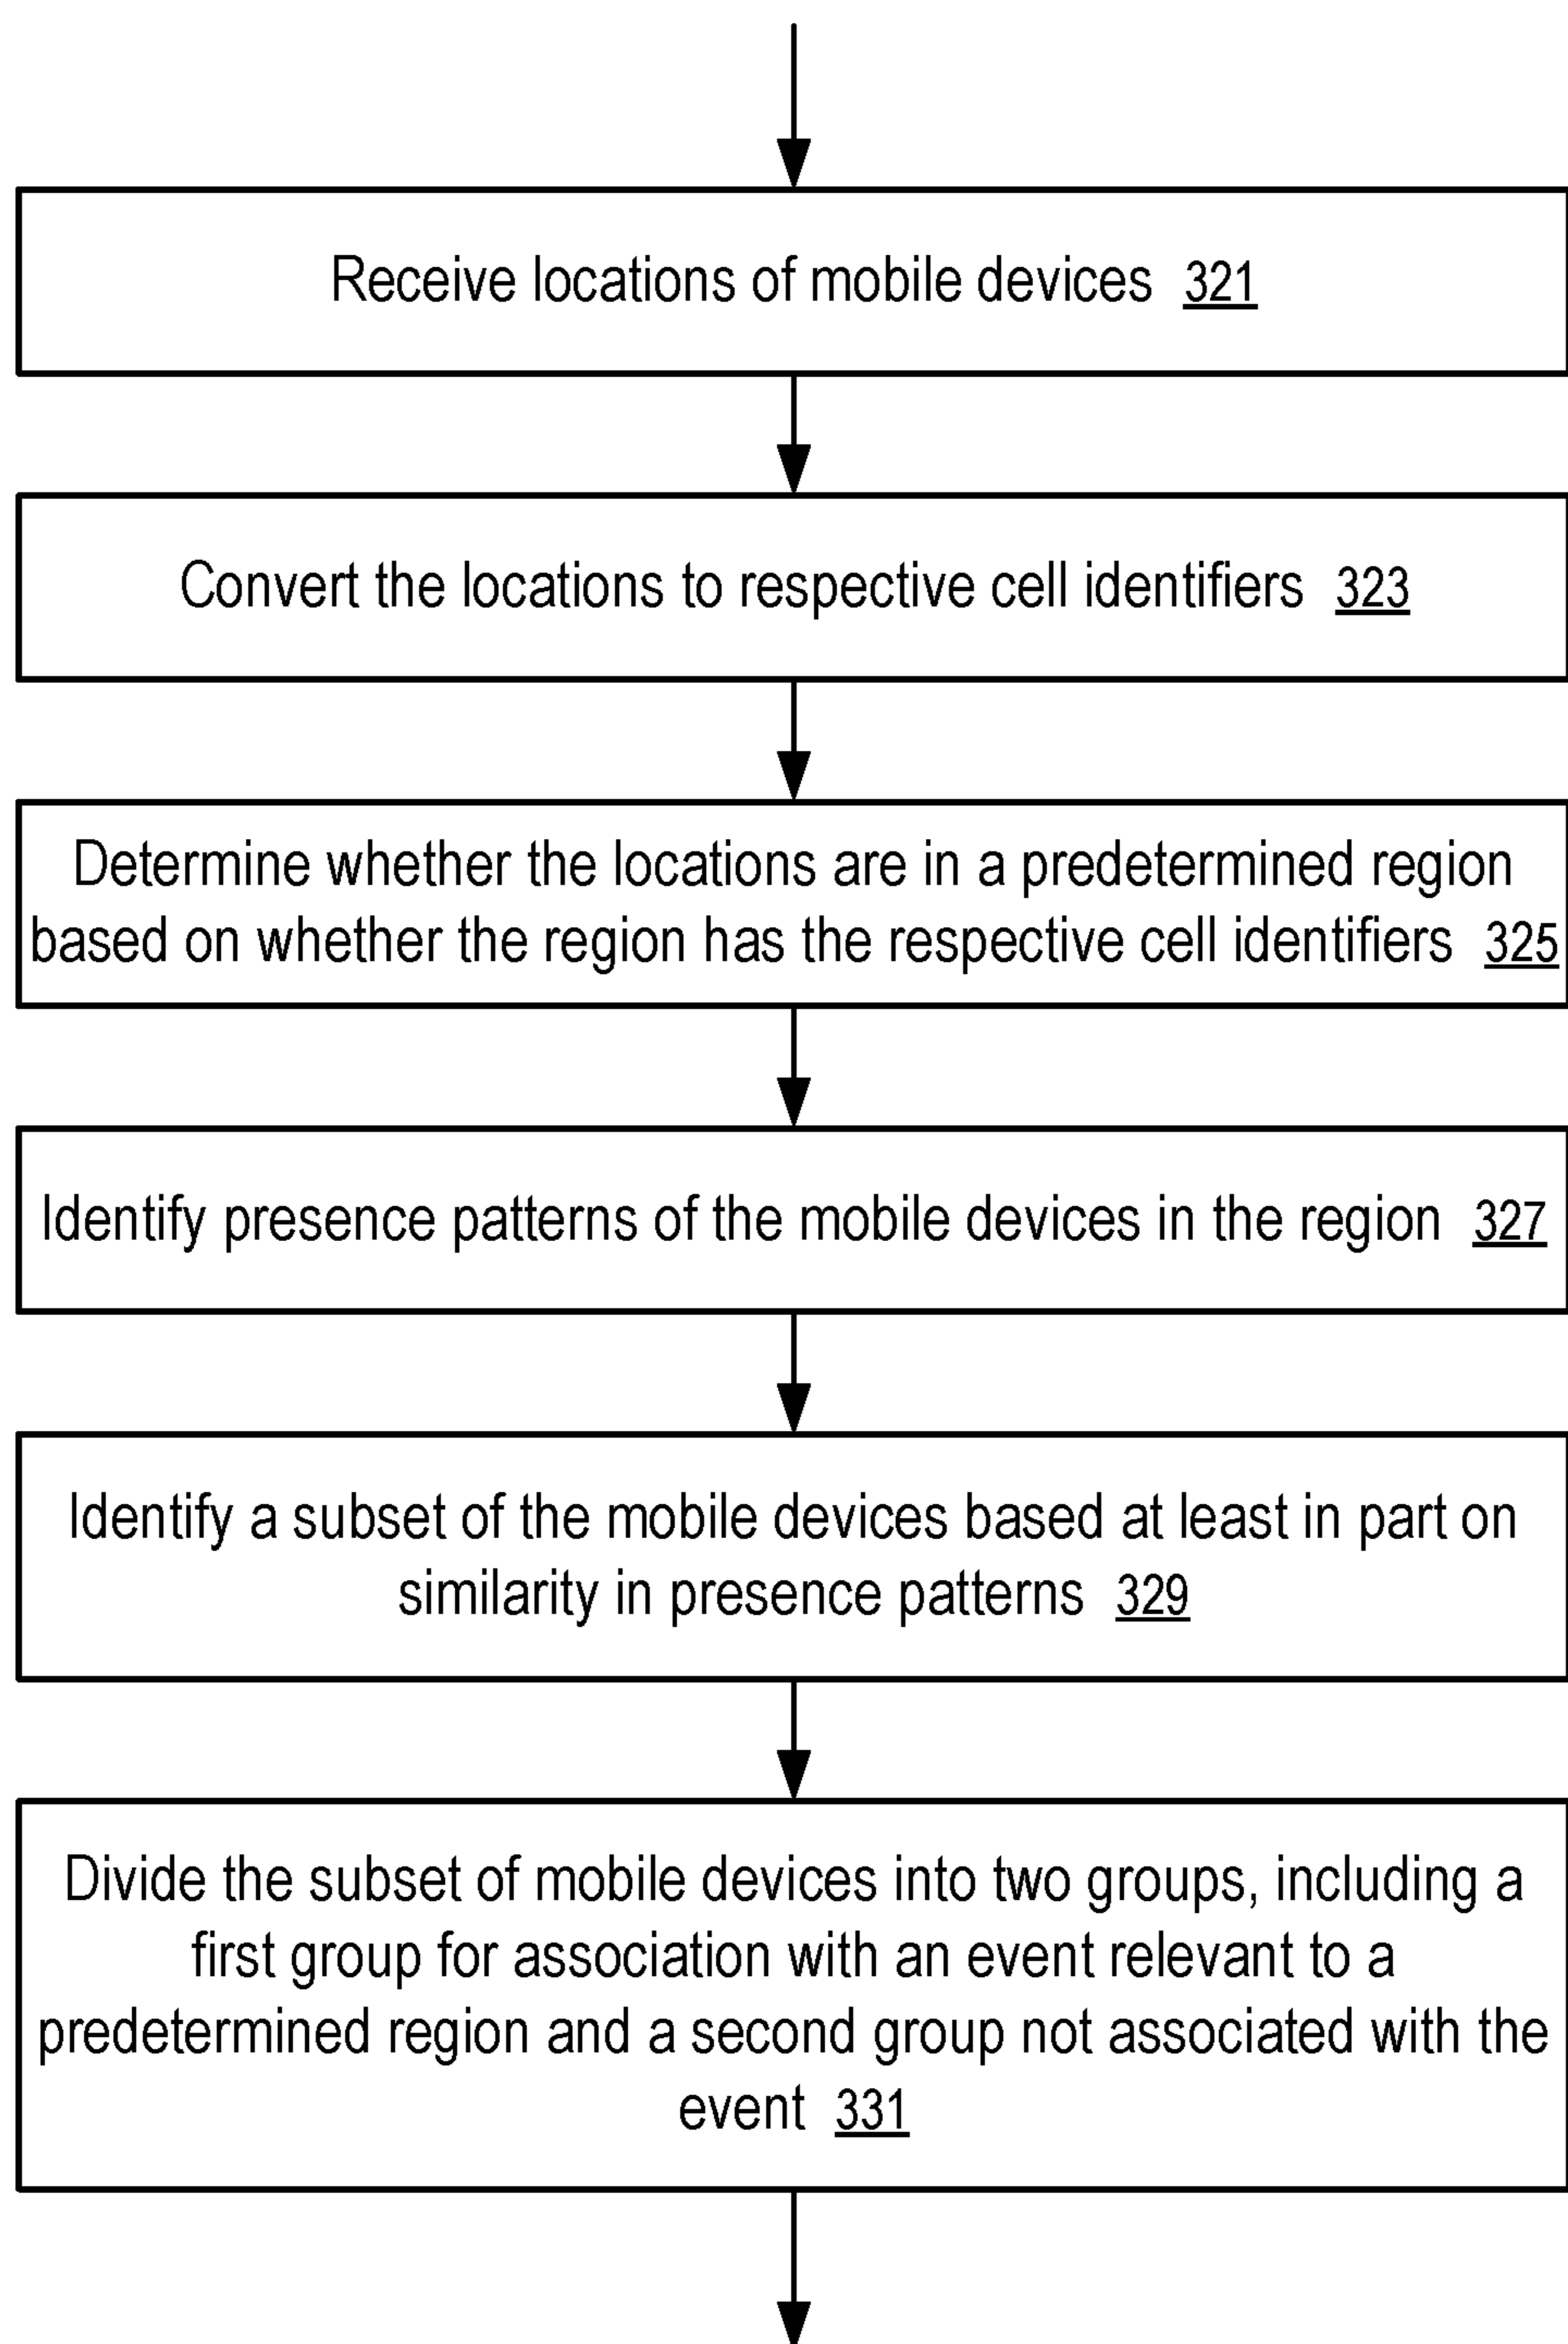 Receive locations of mobile devices 321
Convert the locations to respective cell identifiers 323
Determine whether the locations are in a predetermined region
based on whether the region has the respective cell identifiers 325
Identify presence patterns of the mobile devices in the region 327
Identify a subset of the mobile devices based at least in part on
similarity in presence patterns 329
Divide the subset of mobile devices into two groups, including a
first group for association with an event relevant to a
predetermined region and a second group not associated with the
event 331